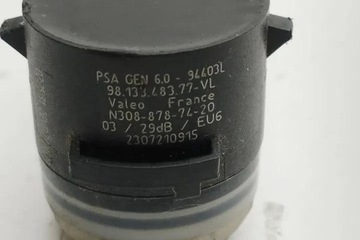 PSA GEN 6.0 - 94403L
98.133.483.77-VL
Valeo France
N308-878-74-20
03 / 29dB / EU6
2307210915